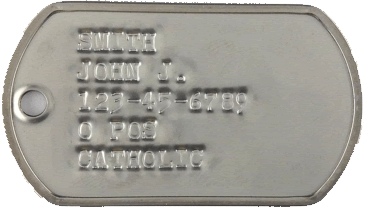 SMITH
JOHN J.
123-45-6789
O POS
CATHOLIC